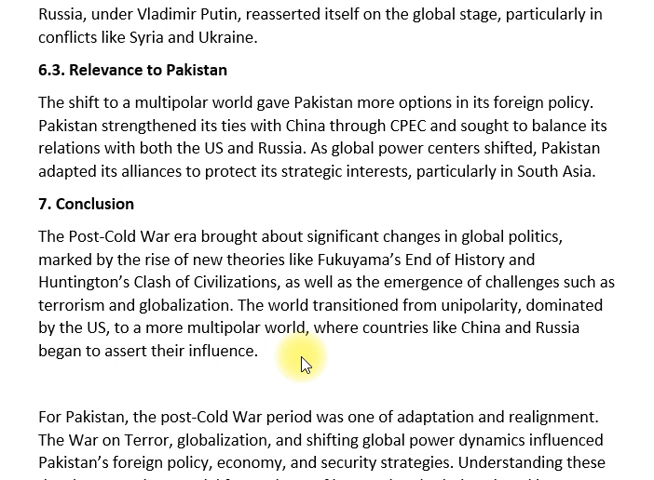 Russia, under Vladimir Putin, reasserted itself on the global stage, particularly in
conflicts like Syria and Ukraine.
6.3. Relevance to Pakistan
The shift to a multipolar world gave Pakistan more options in its foreign policy.
Pakistan strengthened its ties with China through CPEC and sought to balance its
relations with both the US and Russia. As global power centers shifted, Pakistan
adapted its alliances to protect its strategic interests, particularly in South Asia.
7. Conclusion
The Post-Cold War era brought about significant changes in global politics,
marked by the rise of new theories like Fukuyama’s End of History and
Huntington’s Clash of Civilizations, as well as the emergence of challenges such as
terrorism and globalization. The world transitioned from unipolarity, dominated
by the US, to a more multipolar world, where countries like China and Russia
began to assert their influence.
For Pakistan, the post-Cold War period was one of adaptation and realignment.
The War on Terror, globalization, and shifting global power dynamics influenced
Pakistan’s foreign policy, economy, and security strategies. Understanding these